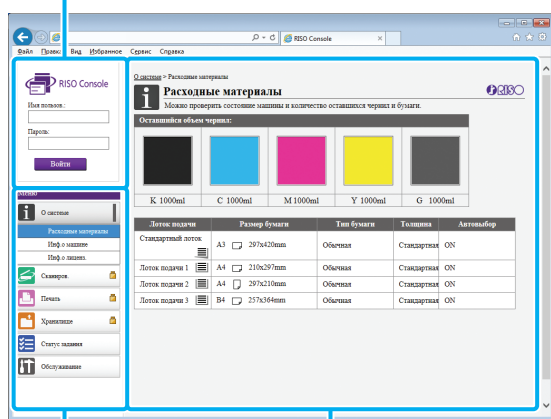 RISO Console
Файл Правка Вид Избранное Сервис Справка
RISO Console
Имя пользов.:
Пароль:
Войти
Меню
О системе
Расходные материалы
Инф.о машине
Инф.о лиценз.
Сканиров.
Печать
Хранилище
Статус задания
Обслуживание
О системе > Расходные материалы
Расходные материалы
RISO
Можно проверить состояние машины и количество оставшихся чернил и бумаги.
Оставшийся объем чернил:
K 1000ml C 1000ml M 1000ml Y 1000ml G 1000ml
Лоток подачи Размер бумаги Тип бумаги Толщина Автовыбор
Стандартный лоток A3 297x420mm Обычная Стандартная ON
Лоток подачи 1 A4 210x297mm Обычная Стандартная ON
Лоток подачи 2 A4 297x210mm Обычная Стандартная ON
Лоток подачи 3 B4 257x364mm Обычная Стандартная ON